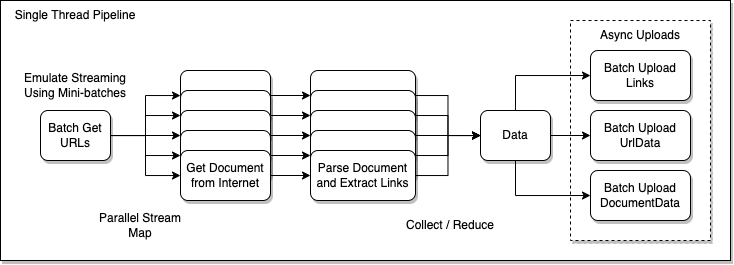 Single Thread Pipeline
Async Uploads
Emulate Streaming
Using Mini-batches
Batch Get
URLs
Get Document
from Internet
Parse Document
and Extract Links
Data
Batch Upload
Links
Batch Upload
UrlData
Batch Upload
DocumentData
Parallel Stream
Map
Collect / Reduce